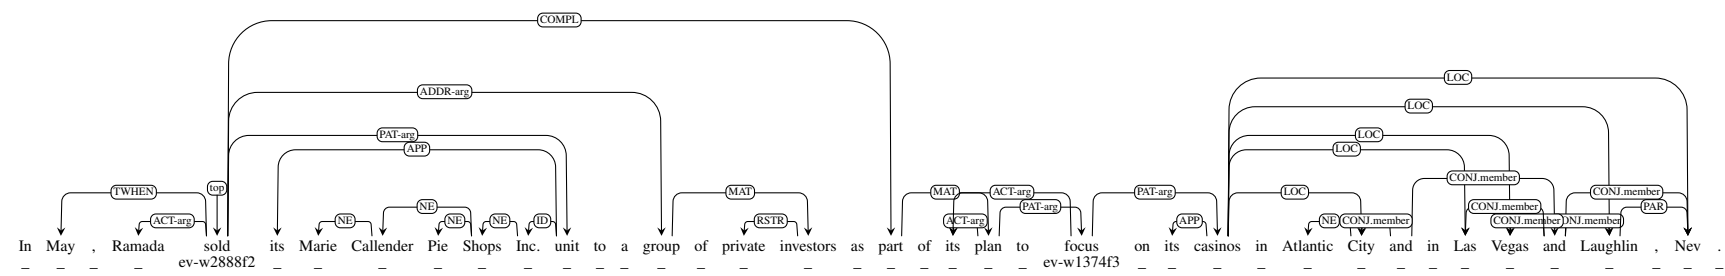 COMPL
LOC
ADDR-arg
LOC
PAT-arg LOC
APP LOC
CONJ.member
TWHEN top MAT MAT ACT-arg PAT-arg LOC CONJ.member
NE PAT-arg CONJ.member PAR
ACT-arg NE NE NE ID RSTR ACT-arg APP NE CONJ.member CONJ.member CONJ.member
In May , Ramada sold its Marie Callender Pie Shops Inc. unit to a group of private investors as part of its plan to focus on its casinos in Atlantic City and in Las Vegas and Laughlin , Nev .
ev-w2888f2 ev-w1374f3
_ _ _ _ _ _ _ _ _ _ _ _ _ _ _ _ _ _ _ _ _ _ _ _ _ _ _ _ _ _ _ _ _ _ _ _ _ _ _ _